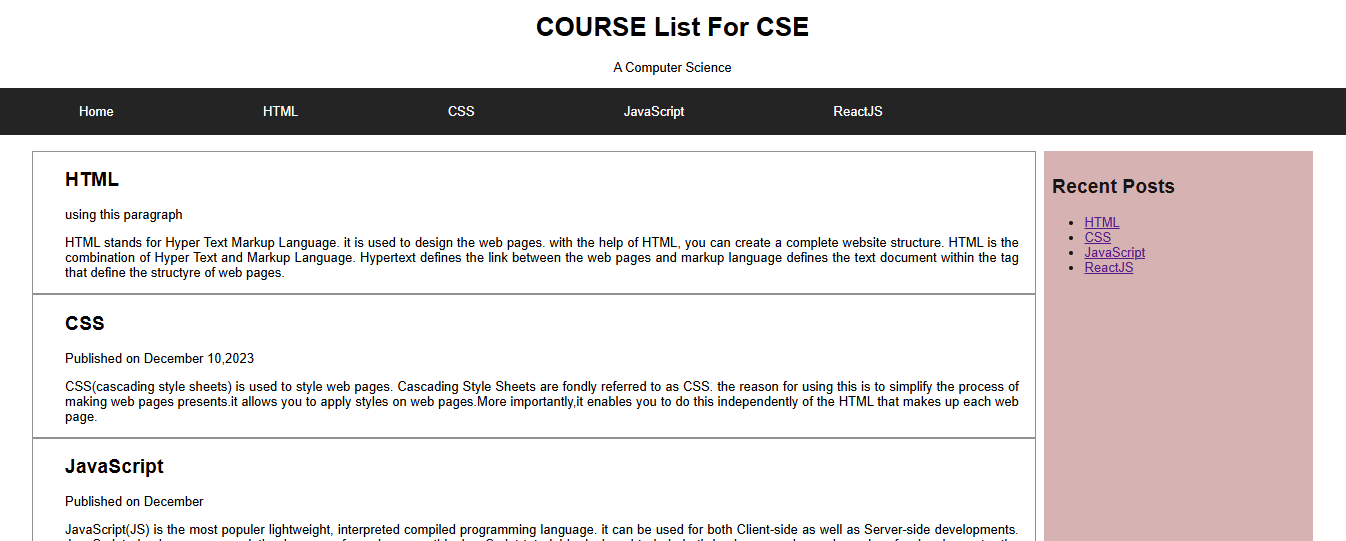 COURSE List For CSE
A Computer Science
Home HTML CSS JavaScript ReactJS
HTML
using this paragraph
HTML stands for Hyper Text Markup Language. it is used to design the web pages. with the help of HTML, you can create a complete website structure. HTML is the
combination of Hyper Text and Markup Language. Hypertext defines the link between the web pages and markup language defines the text document within the tag
that define the structyre of web pages.
CSS
Published on December 10,2023
CSS(cascading style sheets) is used to style web pages. Cascading Style Sheets are fondly referred to as CSS. the reason for using this is to simplify the process of
making web pages presents.it allows you to apply styles on web pages.More importantly,it enables you to do this independently of the HTML that makes up each web
page.
JavaScript
Published on December
JavaScript(JS) is the most populer lightweight, interpreted compiled programming language. it can be used for both Client-side as well as Server-side developments.
Recent Posts
HTML
CSS
JavaScript
ReactJS